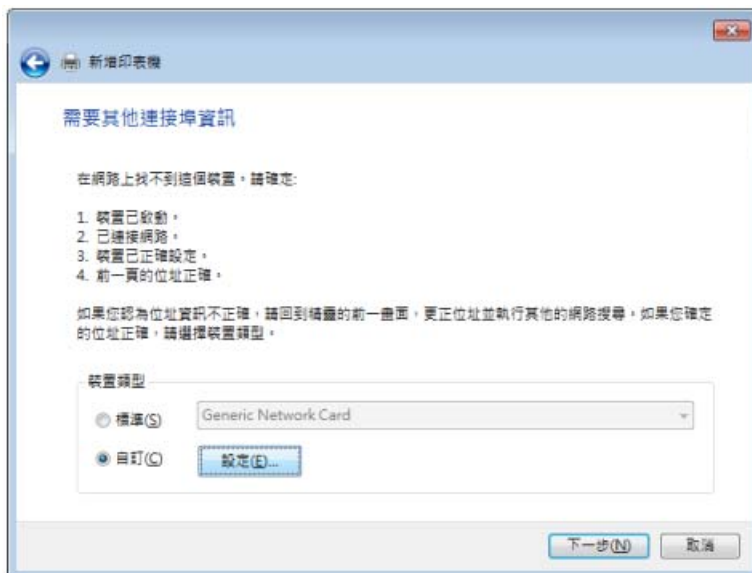 新增印表機
需要其他連接埠資訊
在網路上找不到這個裝置。請確定:
1. 裝置已啟動。
2. 已連接網路。
3. 裝置已正確設定。
4. 前一頁的位址正確。
如果您認為位址資訊不正確，請回到精靈的前一畫面，更正位址並執行其他的網路搜尋。如果您確定
的位址正確，請選擇裝置類型。
裝置類型
標準(S)
Generic Network Card
自訂(C)
設定(E)...
下一步(N)
取消